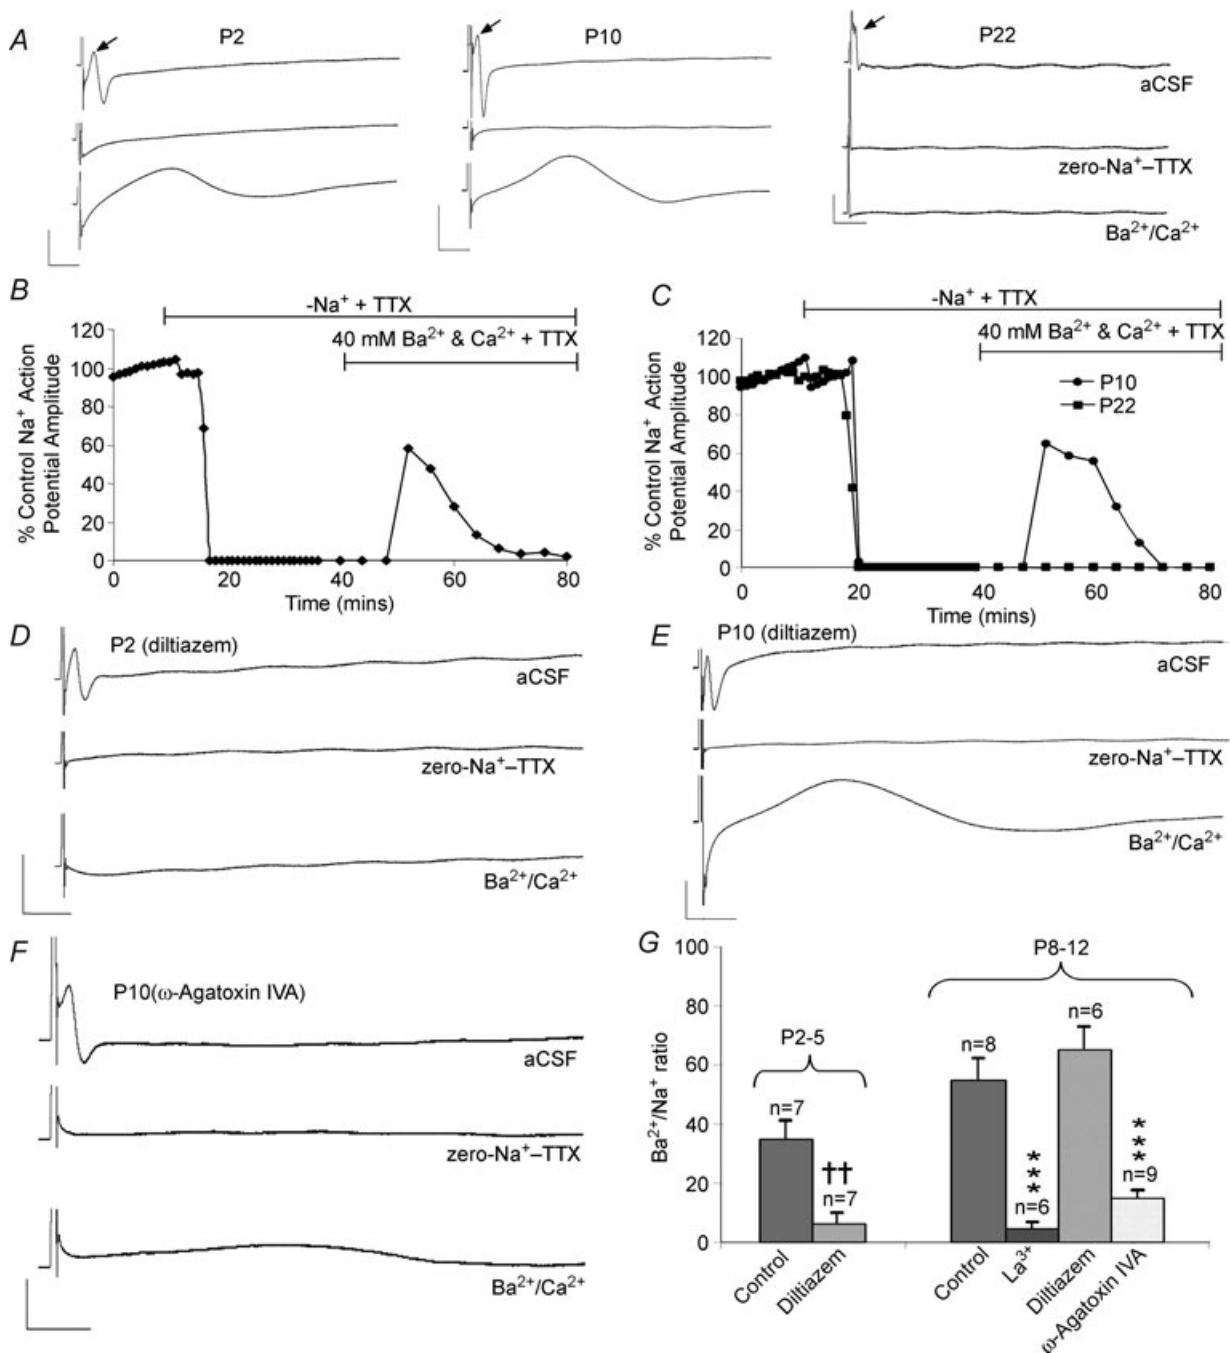 A
P2
P10
P22
aCSF
zero-Na⁺–TTX
Ba²⁺/Ca²⁺
B
-Na⁺ + TTX
40 mM Ba²⁺ & Ca²⁺ + TTX
% Control Na⁺ Action
Potential Amplitude
120
100
80
60
40
20
0
0 20 40 60 80
Time (mins)
C
-Na⁺ + TTX
40 mM Ba²⁺ & Ca²⁺ + TTX
P10
P22
% Control Na⁺ Action
Potential Amplitude
120
100
80
60
40
20
0
0 20 40 60 80
Time (mins)
D
P2 (diltiazem)
aCSF
zero-Na⁺–TTX
Ba²⁺/Ca²⁺
E
P10 (diltiazem)
aCSF
zero-Na⁺–TTX
Ba²⁺/Ca²⁺
F
P10(ω-Agatoxin IVA)
aCSF
zero-Na⁺–TTX
Ba²⁺/Ca²⁺
G
Ba²⁺/Na⁺ ratio
100
80
60
40
20
0
P2-5
P8-12
n=7
††
n=7
n=8
***
n=6
n=6
***
n=9
Control
Diltiazem
Control
La³⁺
Diltiazem
ω-Agatoxin IVA